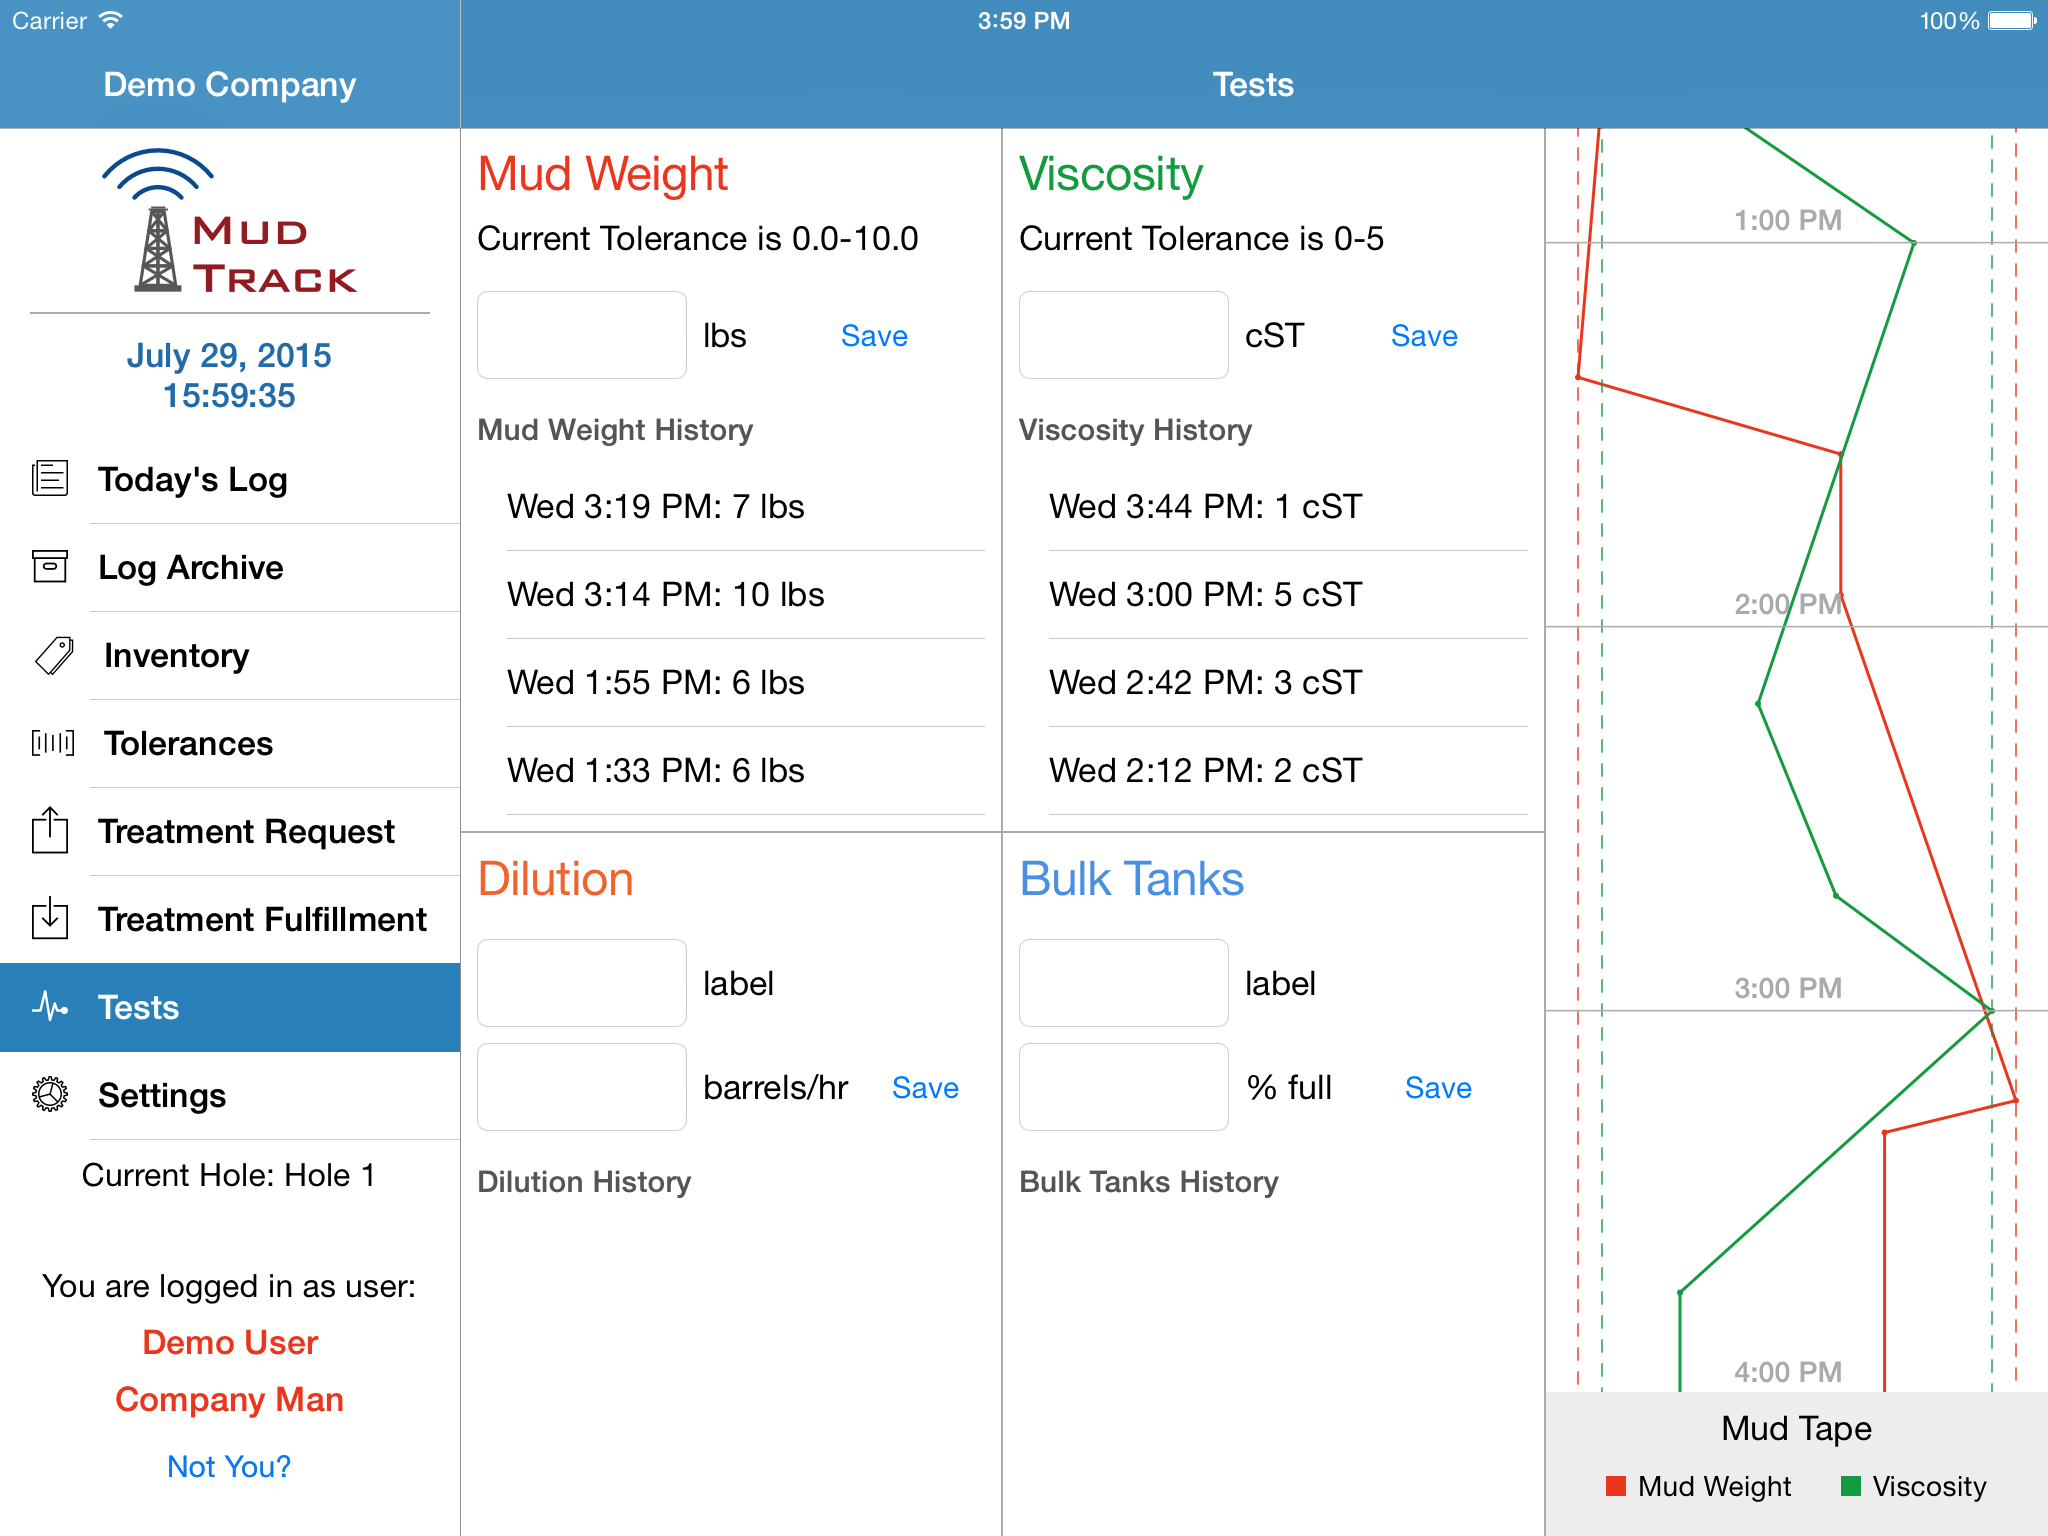 Carrier
3:59 PM
100%
Demo Company
Tests
MUD
TRACK
July 29, 2015
15:59:35
Today's Log
Log Archive
Inventory
Tolerances
Treatment Request
Treatment Fulfillment
Tests
Settings
Current Hole: Hole 1
You are logged in as user:
Demo User
Company Man
Not You?
Mud Weight
Current Tolerance is 0.0-10.0
lbs
Save
Mud Weight History
Wed 3:19 PM: 7 lbs
Wed 3:14 PM: 10 lbs
Wed 1:55 PM: 6 lbs
Wed 1:33 PM: 6 lbs
Viscosity
Current Tolerance is 0-5
cST
Save
Viscosity History
Wed 3:44 PM: 1 cST
Wed 3:00 PM: 5 cST
Wed 2:42 PM: 3 cST
Wed 2:12 PM: 2 cST
Dilution
label
barrels/hr
Save
Dilution History
Bulk Tanks
label
% full
Save
Bulk Tanks History
1:00 PM
2:00 PM
3:00 PM
4:00 PM
Mud Tape
Mud Weight
Viscosity